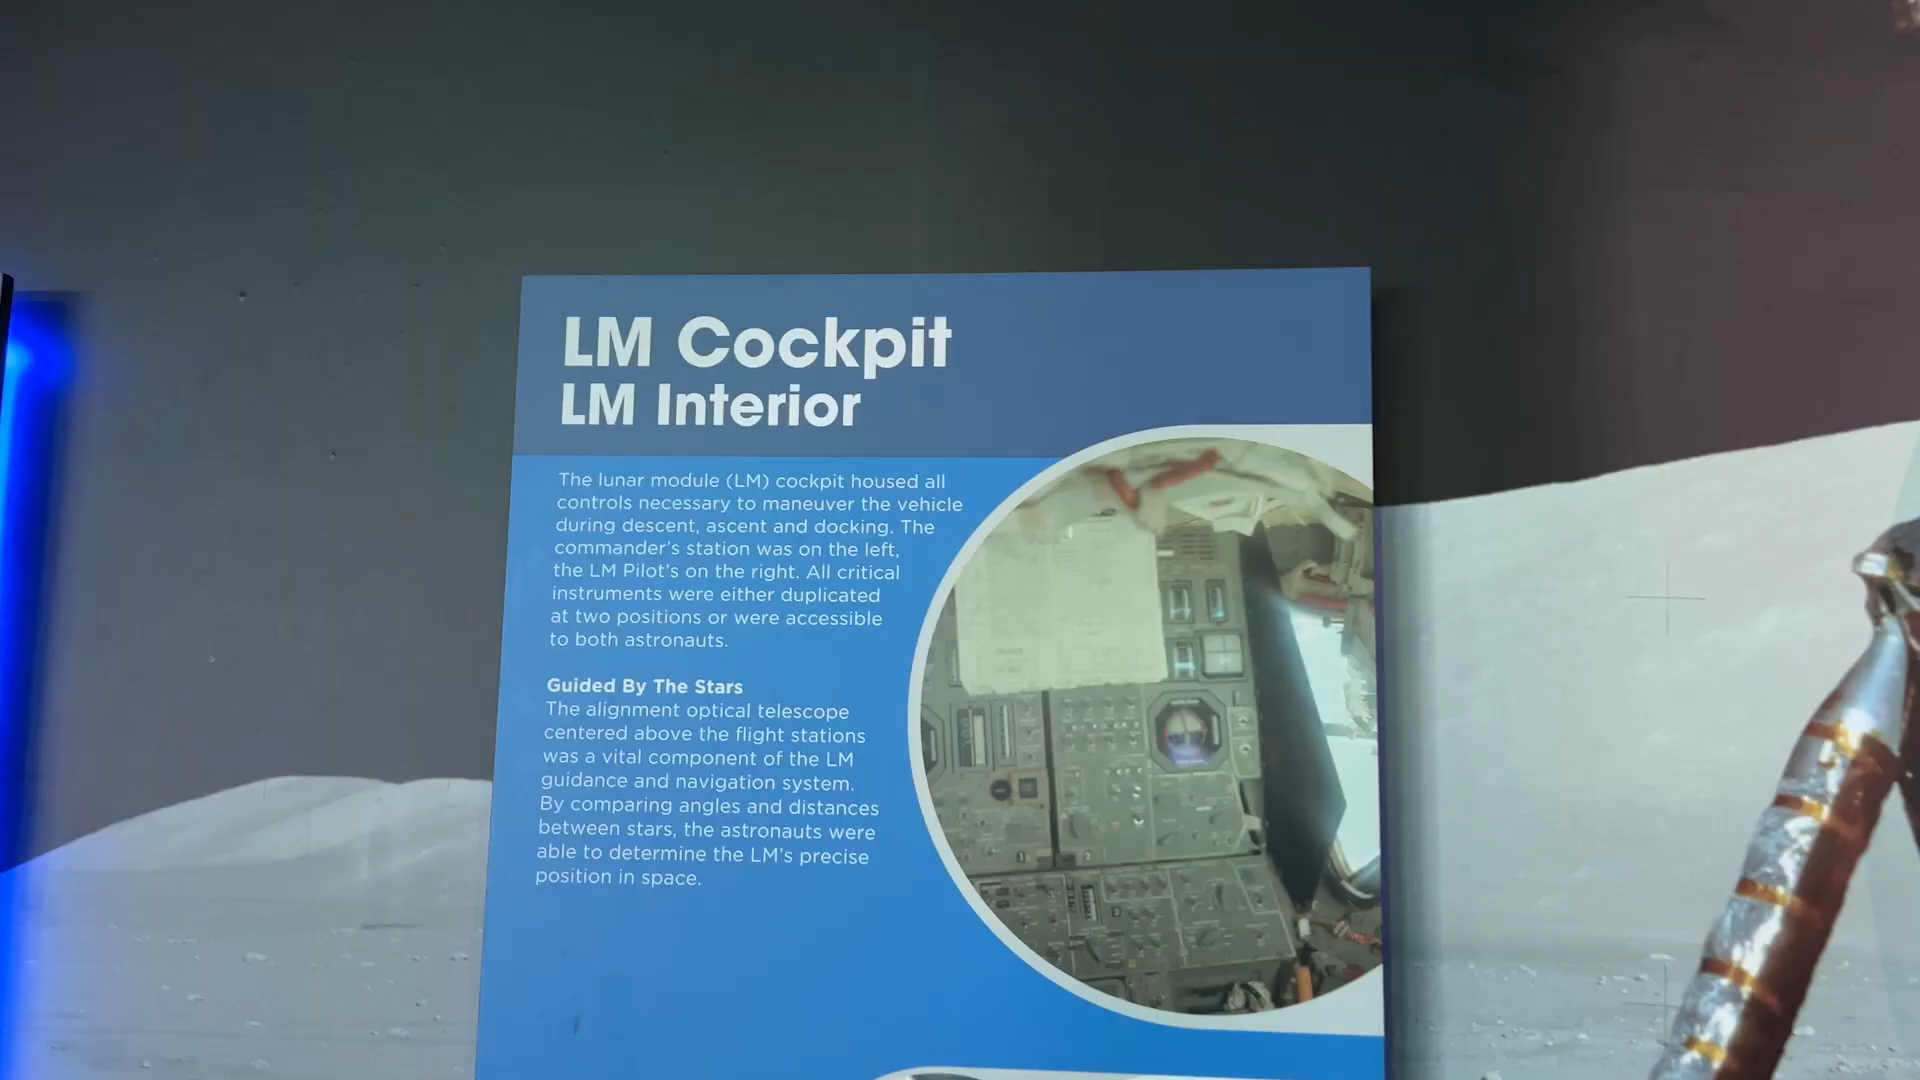 LM Cockpit
LM Interior
The lunar module (LM) cockpit housed all
controls necessary to maneuver the vehicle
during descent, ascent and docking. The
commander's station was on the left,
the LM Pilot's on the right. All critical
instruments were either duplicated
at two positions or were accessible
to both astronauts.
Guided By The Stars
The alignment optical telescope
centered above the flight stations
was a vital component of the LM
guidance and navigation system.
By comparing angles and distances
between stars, the astronauts were
able to determine the LM's precise
position in space.
1
2